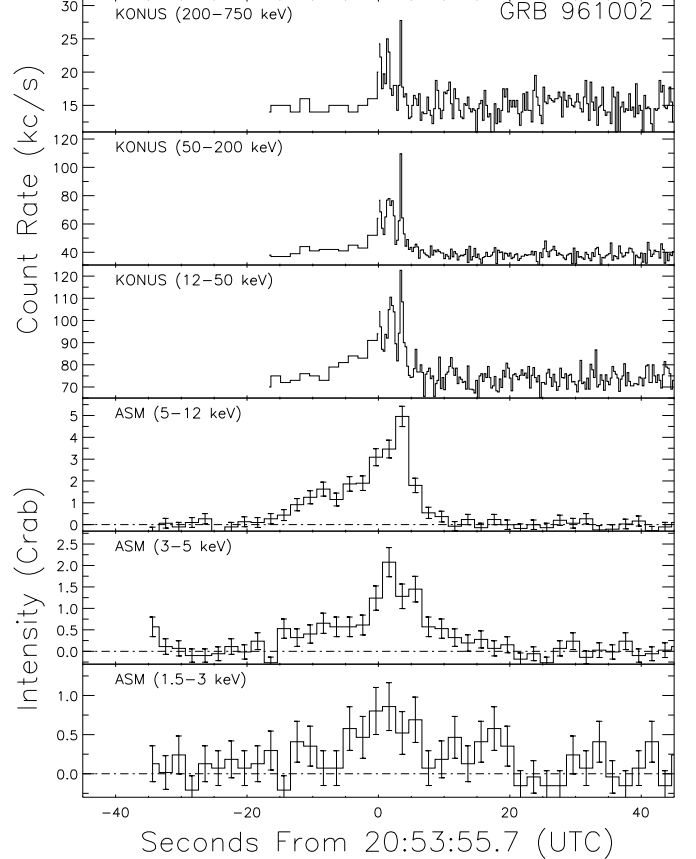 GRB 961002
KONUS (200−750 keV)
30
25
20
15
KONUS (50−200 keV)
120
100
80
60
40
KONUS (12−50 keV)
120
110
100
90
80
70
Count Rate (kc/s)
ASM (5−12 keV)
5
4
3
2
1
0
ASM (3−5 keV)
2.5
2.0
1.5
1.0
0.5
0.0
ASM (1.5−3 keV)
1.0
0.5
0.0
Intensity (Crab)
−40 −20 0 20 40
Seconds From 20:53:55.7 (UTC)